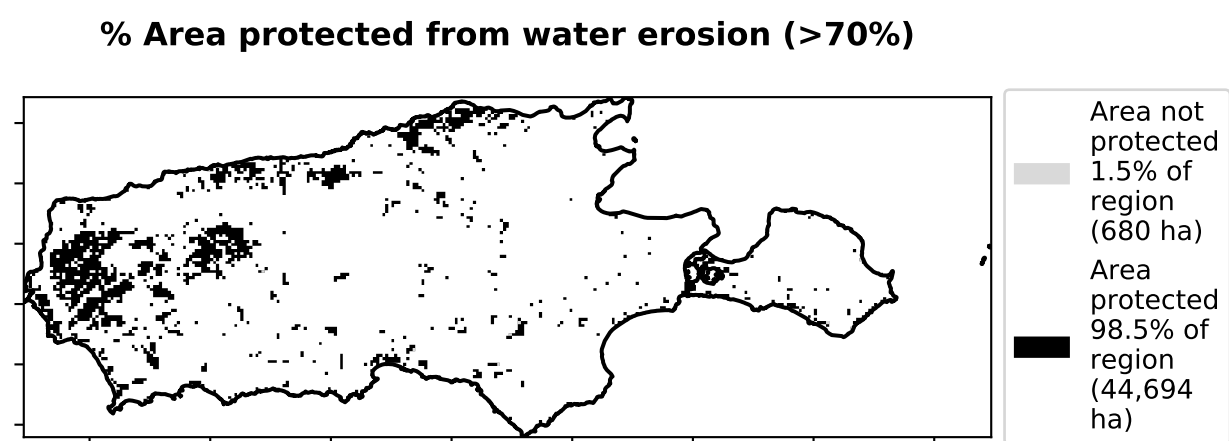 % Area protected from water erosion (>70%)
Area not
protected
1.5% of
region
(680 ha)
Area
protected
98.5% of
region
(44,694
ha)